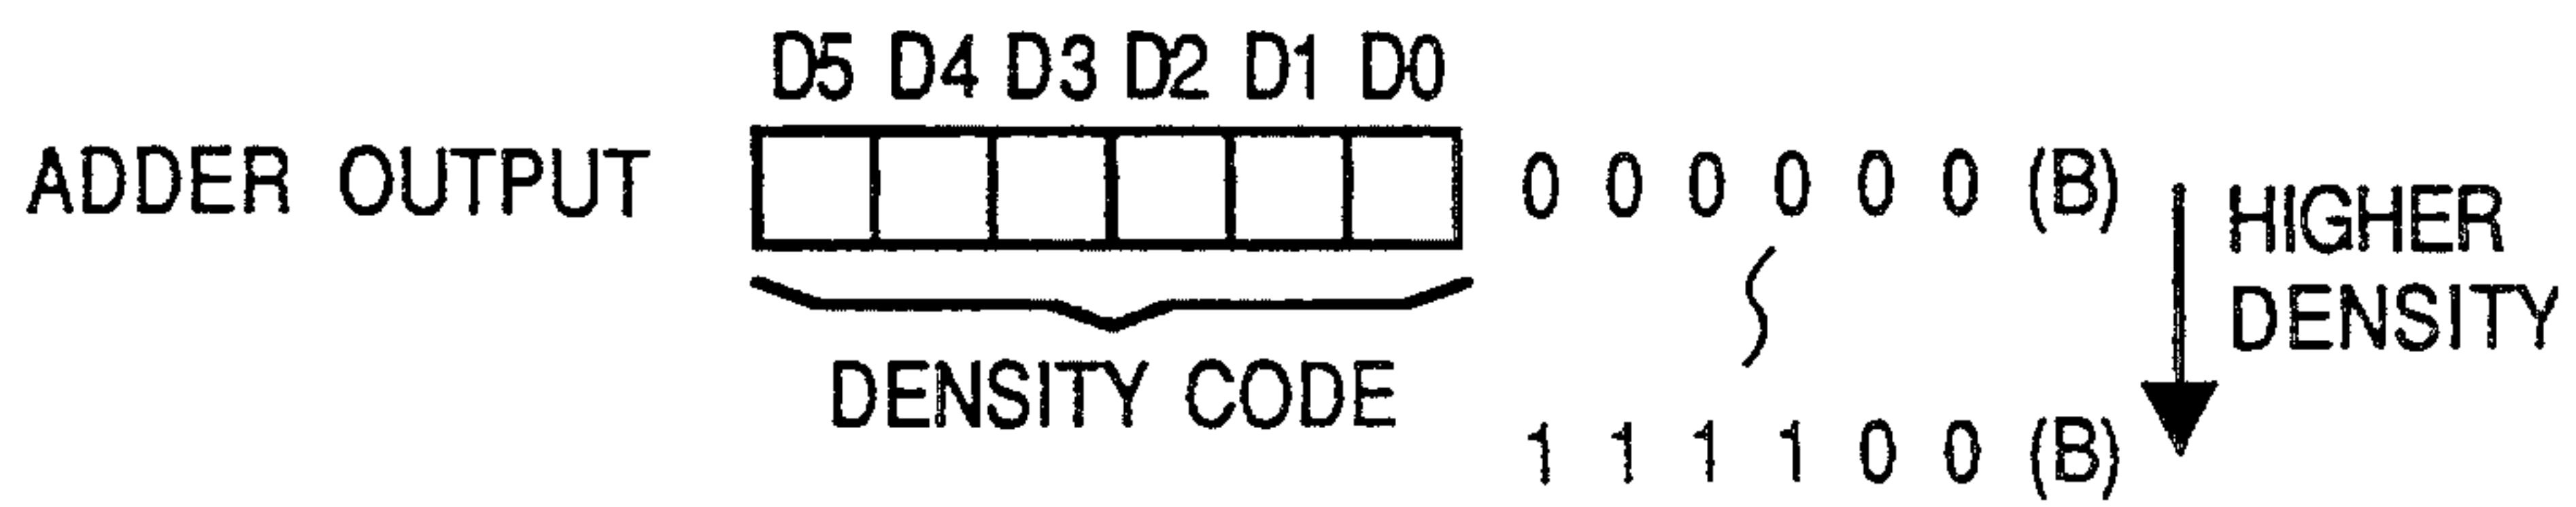 D5 D4 D3 D2 D1 D0
ADDER OUTPUT
0 0 0 0 0 0 (B)
HIGHER
DENSITY
DENSITY CODE
1 1 1 1 0 0 (B)